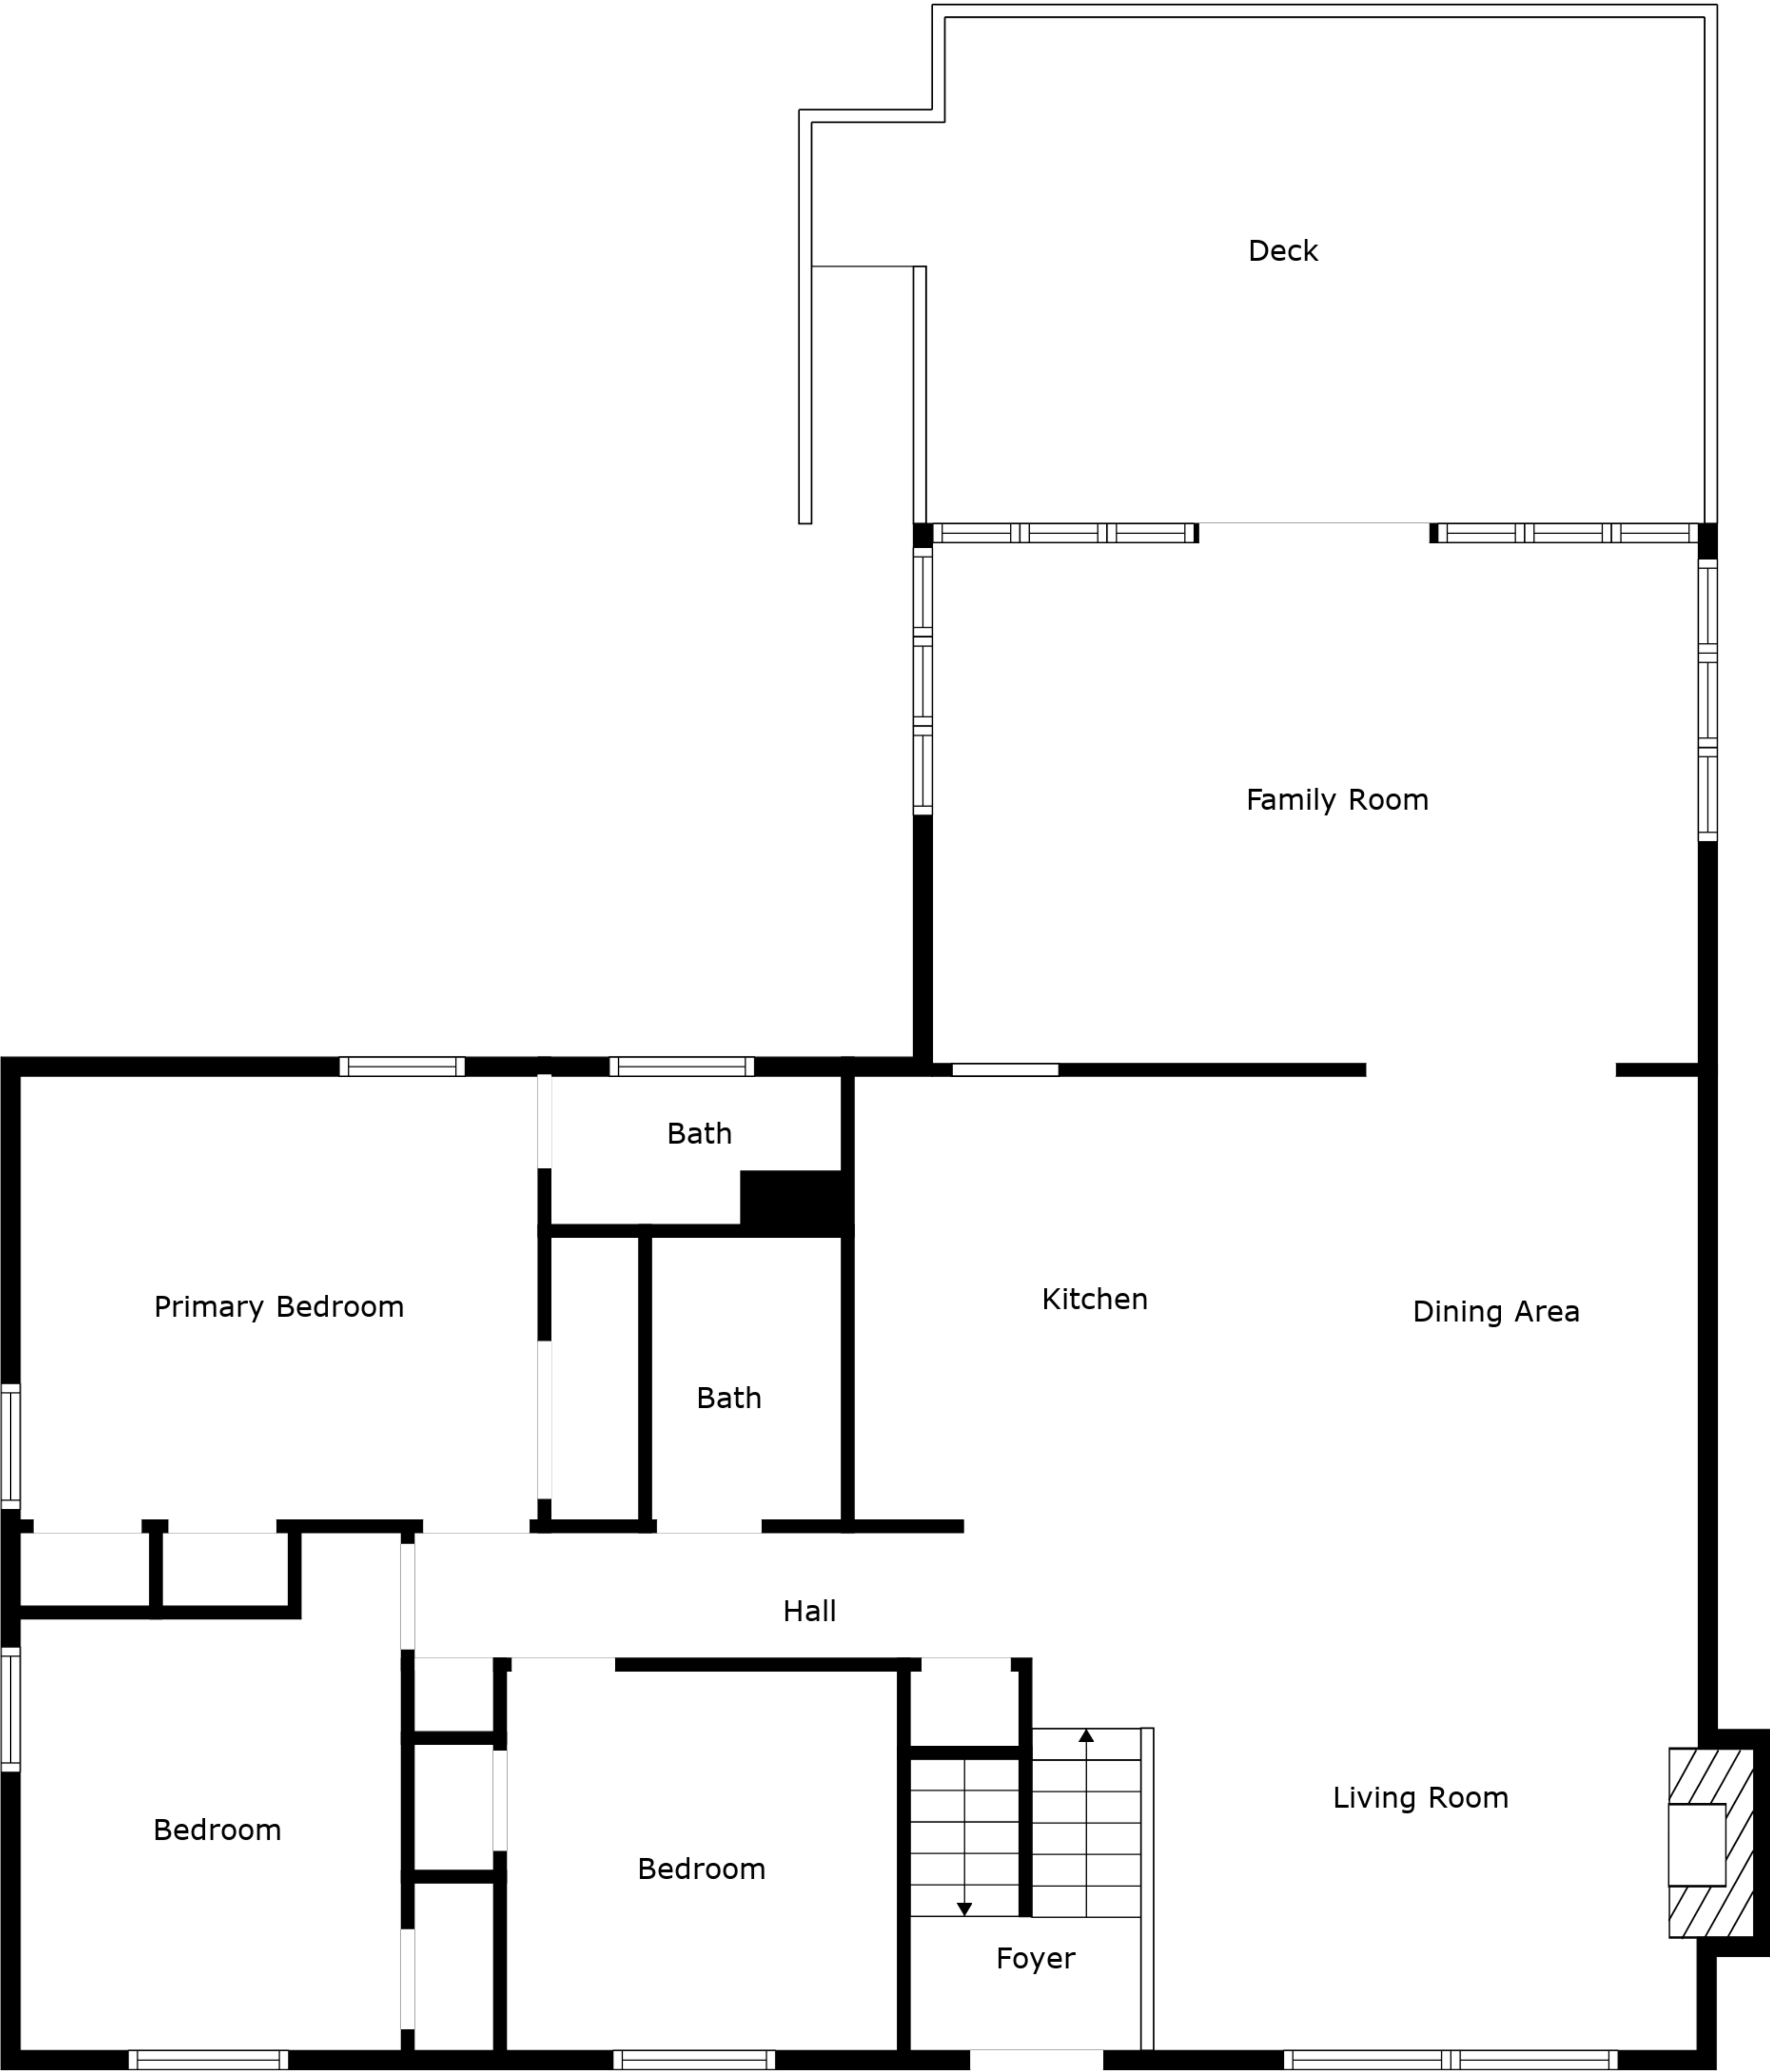 Deck
Family Room
Bath
Primary Bedroom
Kitchen
Dining Area
Bath
Hall
Bedroom
Bedroom
Living Room
Foyer